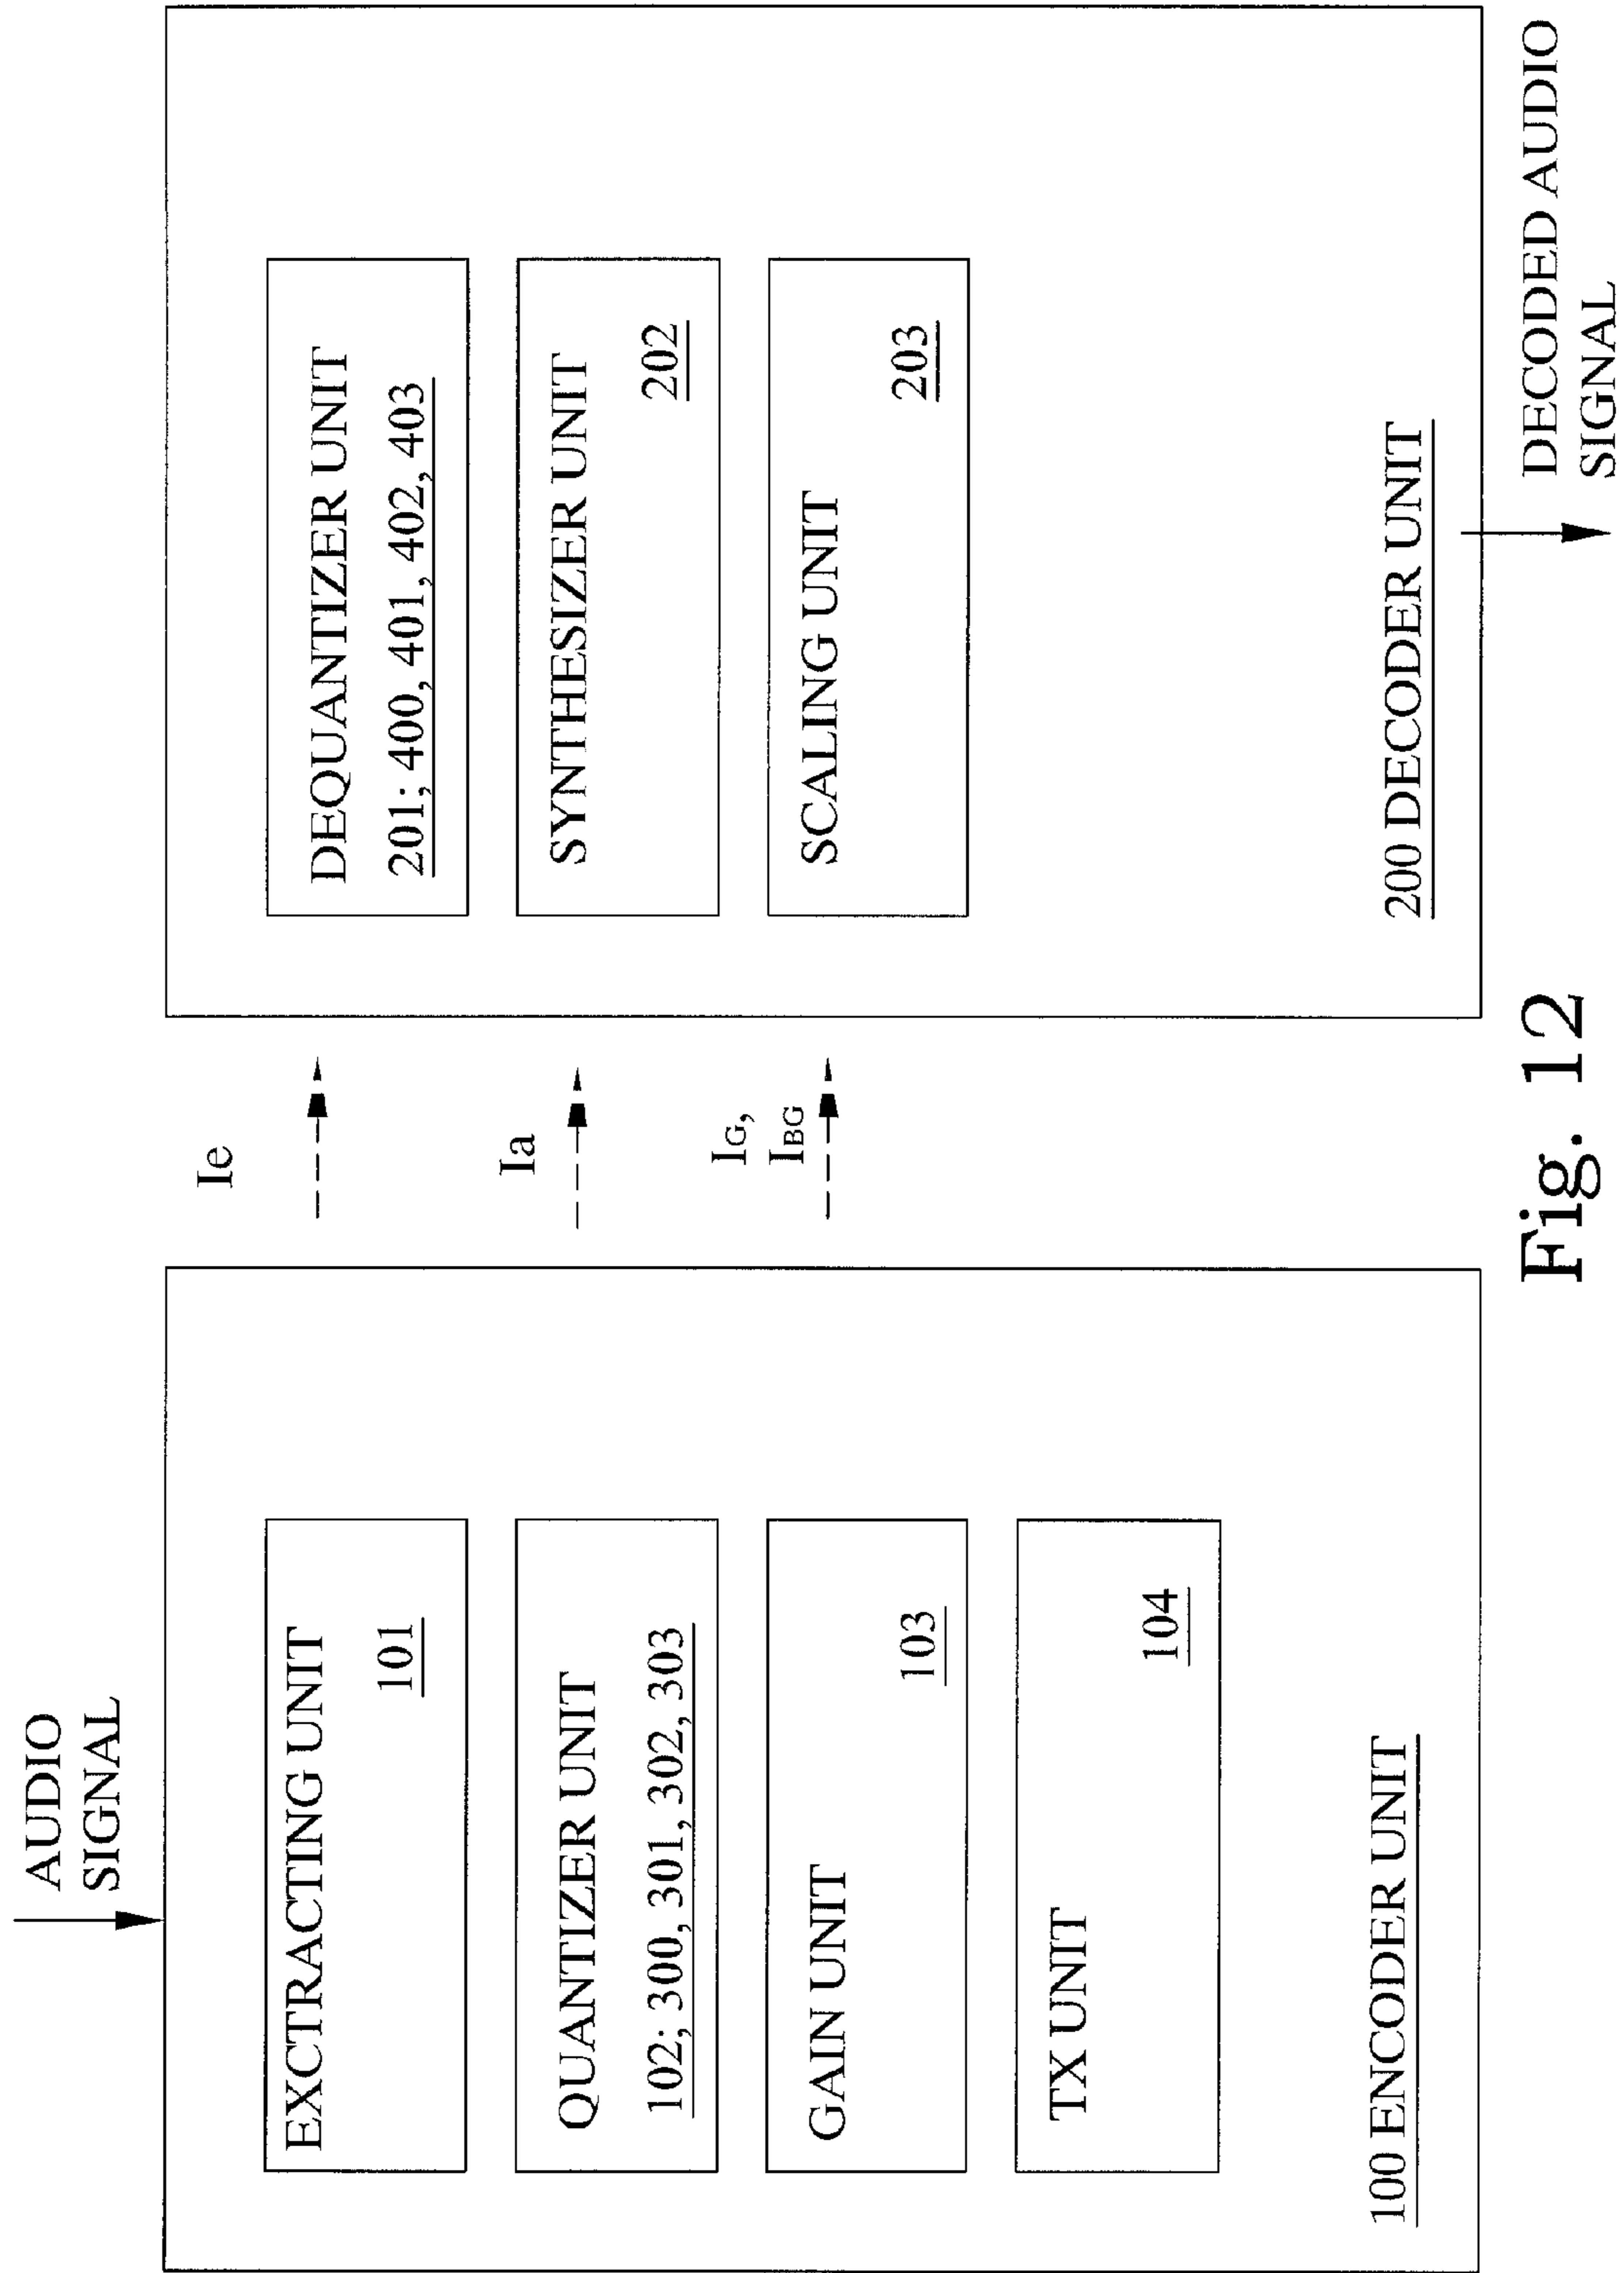 AUDIO
SIGNAL
EXCTRACTING UNIT
101
QUANTIZER UNIT
102; 300, 301, 302, 303
GAIN UNIT
103
TX UNIT
104
100 ENCODER UNIT
Ie
Ia
IG,
IBG
DEQUANTIZER UNIT
201; 400, 401, 402, 403
SYNTHESIZER UNIT
202
SCALING UNIT
203
200 DECODER UNIT
DECODED AUDIO
SIGNAL
Fig. 12